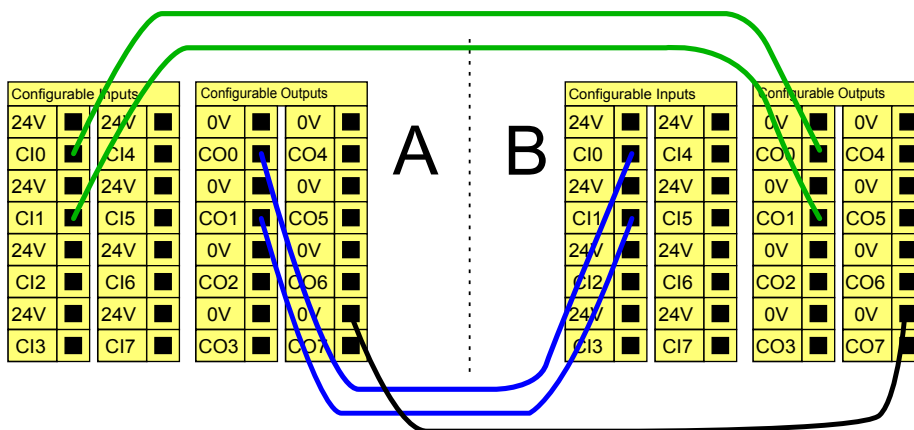 Configurable Inputs
24V 24V
CI0 CI4
24V 24V
CI1 CI5
24V 24V
CI2 CI6
24V 24V
CI3 CI7
Configurable Outputs
0V 0V
CO0 CO4
0V 0V
CO1 CO5
0V 0V
CO2 CO6
0V 0V
CO3 CO7
A
B
Configurable Inputs
24V 24V
CI0 CI4
24V 24V
CI1 CI5
24V 24V
CI2 CI6
24V 24V
CI3 CI7
Configurable Outputs
0V 0V
CO0 CO4
0V 0V
CO1 CO5
0V 0V
CO2 CO6
0V 0V
CO3 CO7